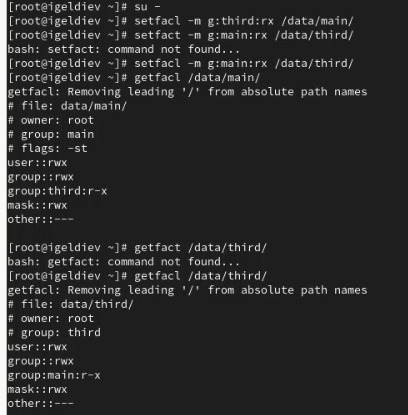 [root@igeldiev ~]# su -
[root@igeldiev ~]# setfacl -m g:third:rx /data/main/
[root@igeldiev ~]# setfact -m g:main:rx /data/third/
bash: setfact: command not found...
[root@igeldiev ~]# setfacl -m g:main:rx /data/third/
[root@igeldiev ~]# getfacl /data/main/
getfacl: Removing leading '/' from absolute path names
# file: data/main/
# owner: root
# group: main
# flags: -st
user::rwx
group::rwx
group:third:r-x
mask::rwx
other::---
[root@igeldiev ~]# getfact /data/third/
bash: getfact: command not found...
[root@igeldiev ~]# getfacl /data/third/
getfacl: Removing leading '/' from absolute path names
# file: data/third/
# owner: root
# group: third
user::rwx
group::rwx
group:main:r-x
mask::rwx
other::---